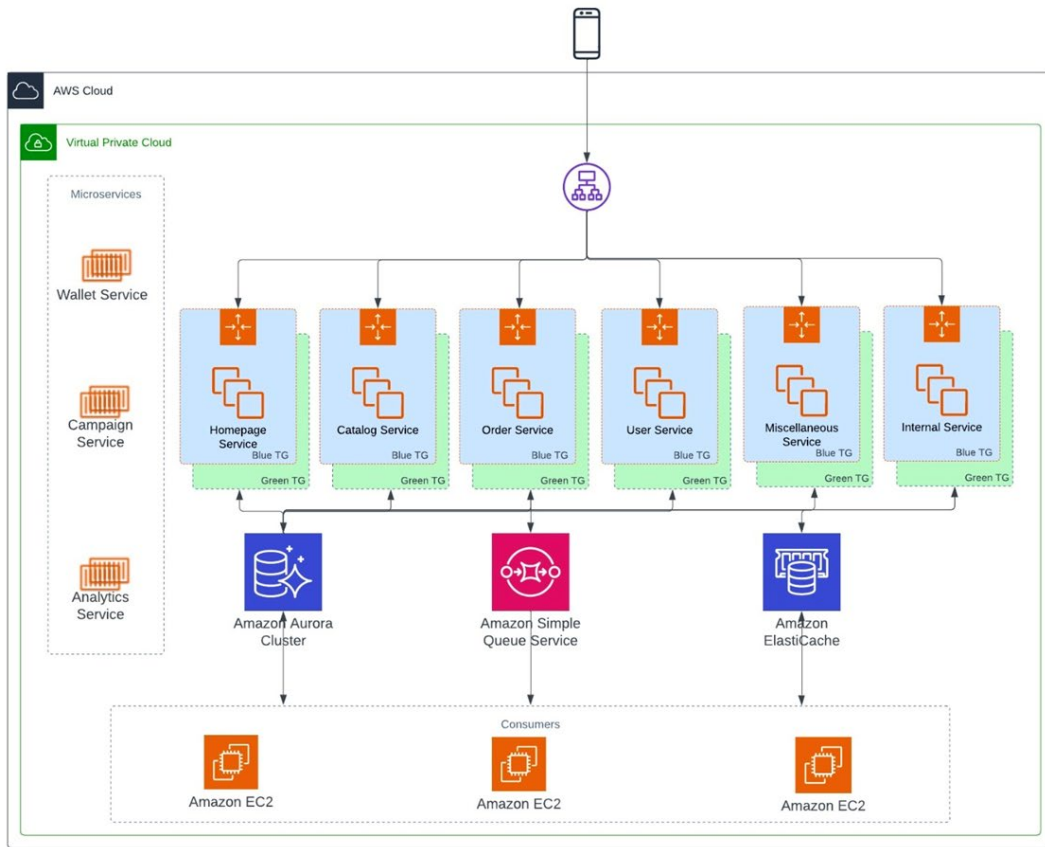 AWS Cloud
Virtual Private Cloud
Microservices
Wallet Service
Campaign
Service
Analytics
Service
Homepage
Service
Blue TG
Green TG
Catalog Service
Blue TG
Green TG
Order Service
Blue TG
Green TG
User Service
Blue TG
Green TG
Miscellaneous
Service
Blue TG
Green TG
Internal Service
Blue TG
Green TG
Amazon Aurora
Cluster
Amazon Simple
Queue Service
Amazon
ElastiCache
Consumers
Amazon EC2
Amazon EC2
Amazon EC2